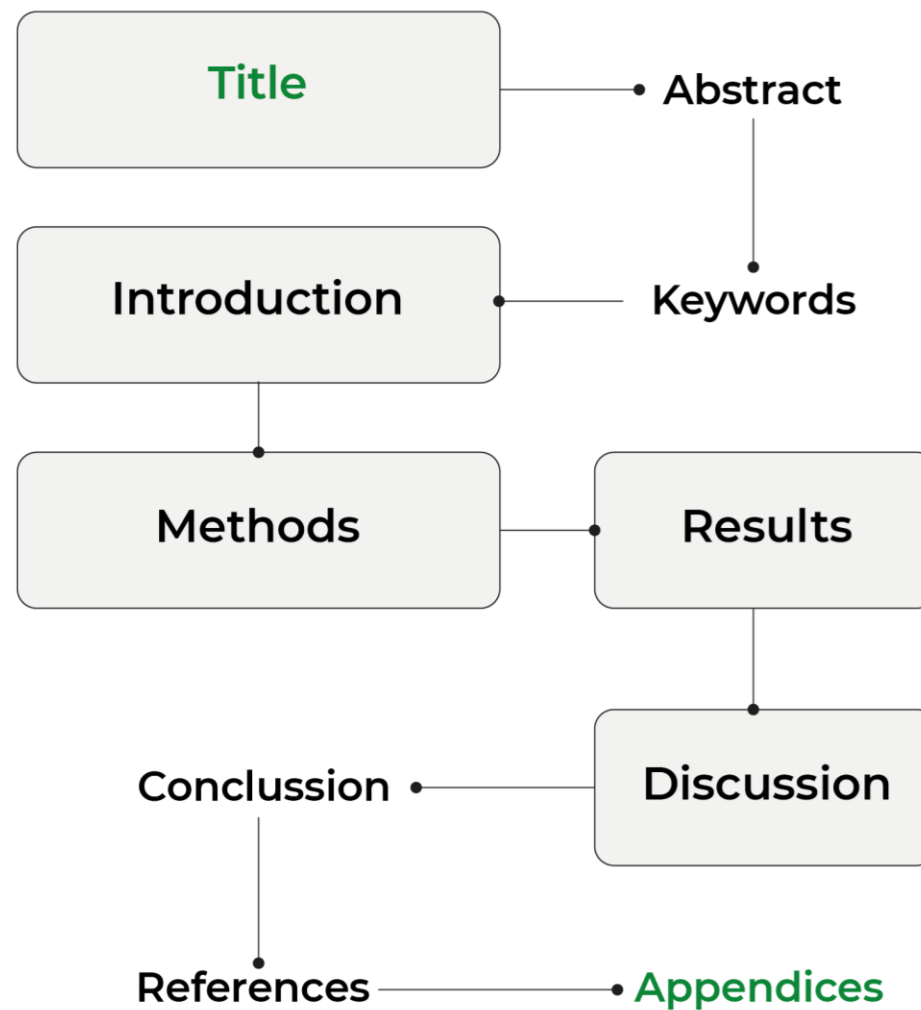 Title
Abstract
Keywords
Introduction
Methods
Results
Discussion
Conclussion
References
Appendices